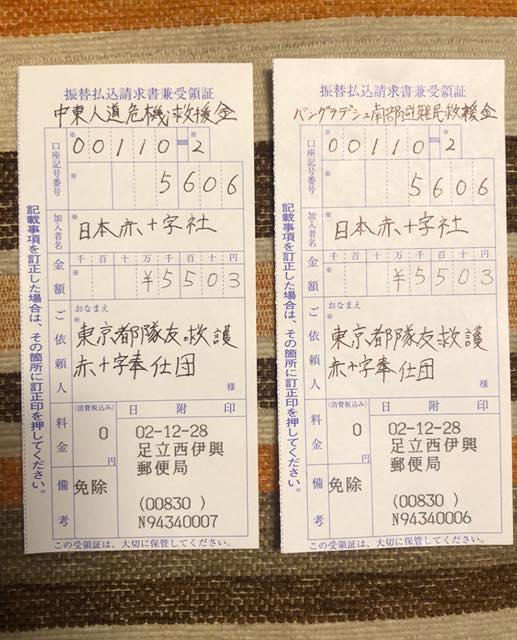 振替払込請求書兼受領証
中東人道危機救援金
口座記号番号
※
00110=2
※
5606
加入者名
※
日本赤十字社
金額
千百十万千百十円
※
¥5503
ご依頼人
おなまえ
※
東京都隊友救護
赤十字奉仕団
様
料金
(消費税込み)
0
円
日附印
02-12-28
足立西伊興
郵便局
(00830 )
N94340007
備考
免除
この受領証は、大切に保管してください。
記載事項を訂正した場合は、その箇所に訂正印を押してください。
振替払込請求書兼受領証
バングラデシュ南部避難民救援金
口座記号番号
※
00110=2
※
5606
加入者名
※
日本赤十字社
金額
千百十万千百十円
※
¥5503
ご依頼人
おなまえ
※
東京都隊友救護
赤十字奉仕団
様
料金
(消費税込み)
0
円
日附印
02-12-28
足立西伊興
郵便局
(00830 )
N94340006
備考
免除
この受領証は、大切に保管してください。
記載事項を訂正した場合は、その箇所に訂正印を押してください。